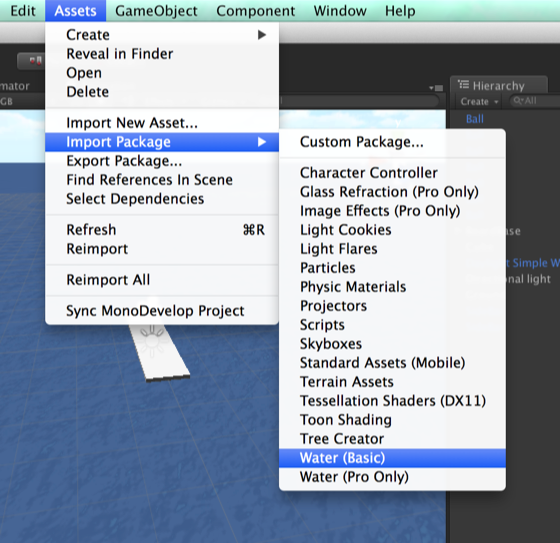 Edit Assets GameObject Component Window Help
Create
Reveal in Finder
Open
Delete
Import New Asset...
Import Package
Export Package...
Find References In Scene
Select Dependencies
Refresh ⌘R
Reimport
Reimport All
Sync MonoDevelop Project
Custom Package...
Character Controller
Glass Refraction (Pro Only)
Image Effects (Pro Only)
Light Cookies
Light Flares
Particles
Physic Materials
Projectors
Scripts
Skyboxes
Standard Assets (Mobile)
Terrain Assets
Tessellation Shaders (DX11)
Toon Shading
Tree Creator
Water (Basic)
Water (Pro Only)
mator
GB
Hierarchy
Create All
Ball
Simple W
light